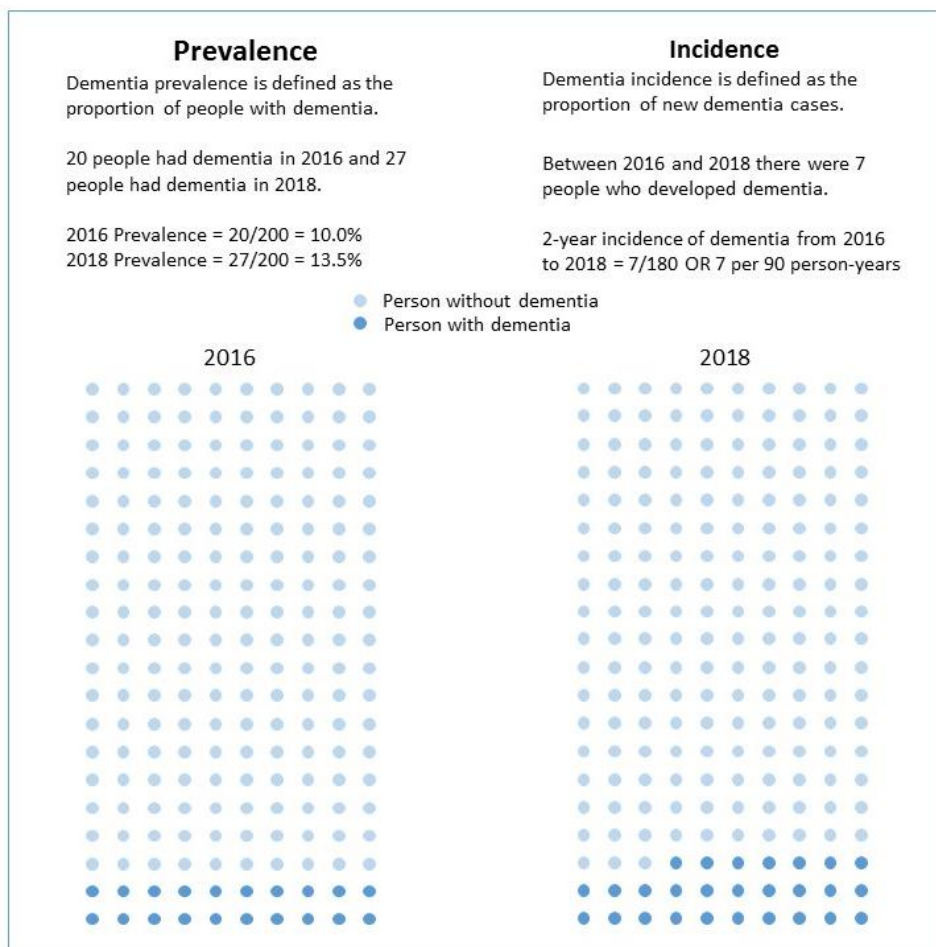 Prevalence
Dementia prevalence is defined as the
proportion of people with dementia.
20 people had dementia in 2016 and 27
people had dementia in 2018.
2016 Prevalence = 20/200 = 10.0%
2018 Prevalence = 27/200 = 13.5%
Incidence
Dementia incidence is defined as the
proportion of new dementia cases.
Between 2016 and 2018 there were 7
people who developed dementia.
2-year incidence of dementia from 2016
to 2018 = 7/180 OR 7 per 90 person-years
Person without dementia
Person with dementia
2016
2018